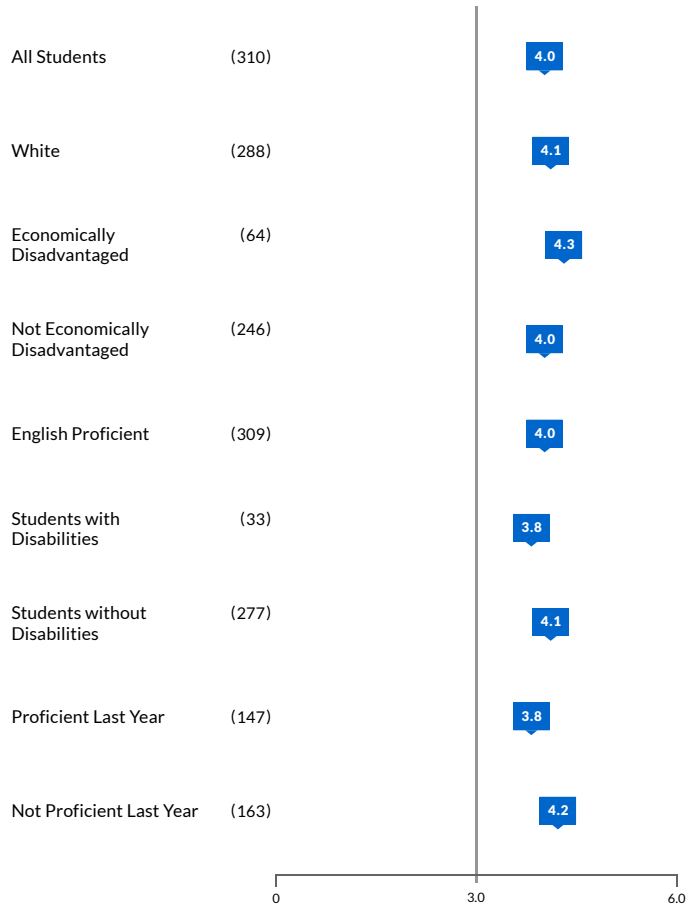 All Students (310) 4.0
White (288) 4.1
Economically (64) 4.3
Disadvantaged
Not Economically (246) 4.0
Disadvantaged
English Proficient (309) 4.0
Students with (33) 3.8
Disabilities
Students without (277) 4.1
Disabilities
Proficient Last Year (147) 3.8
Not Proficient Last Year (163) 4.2
0 3.0 6.0